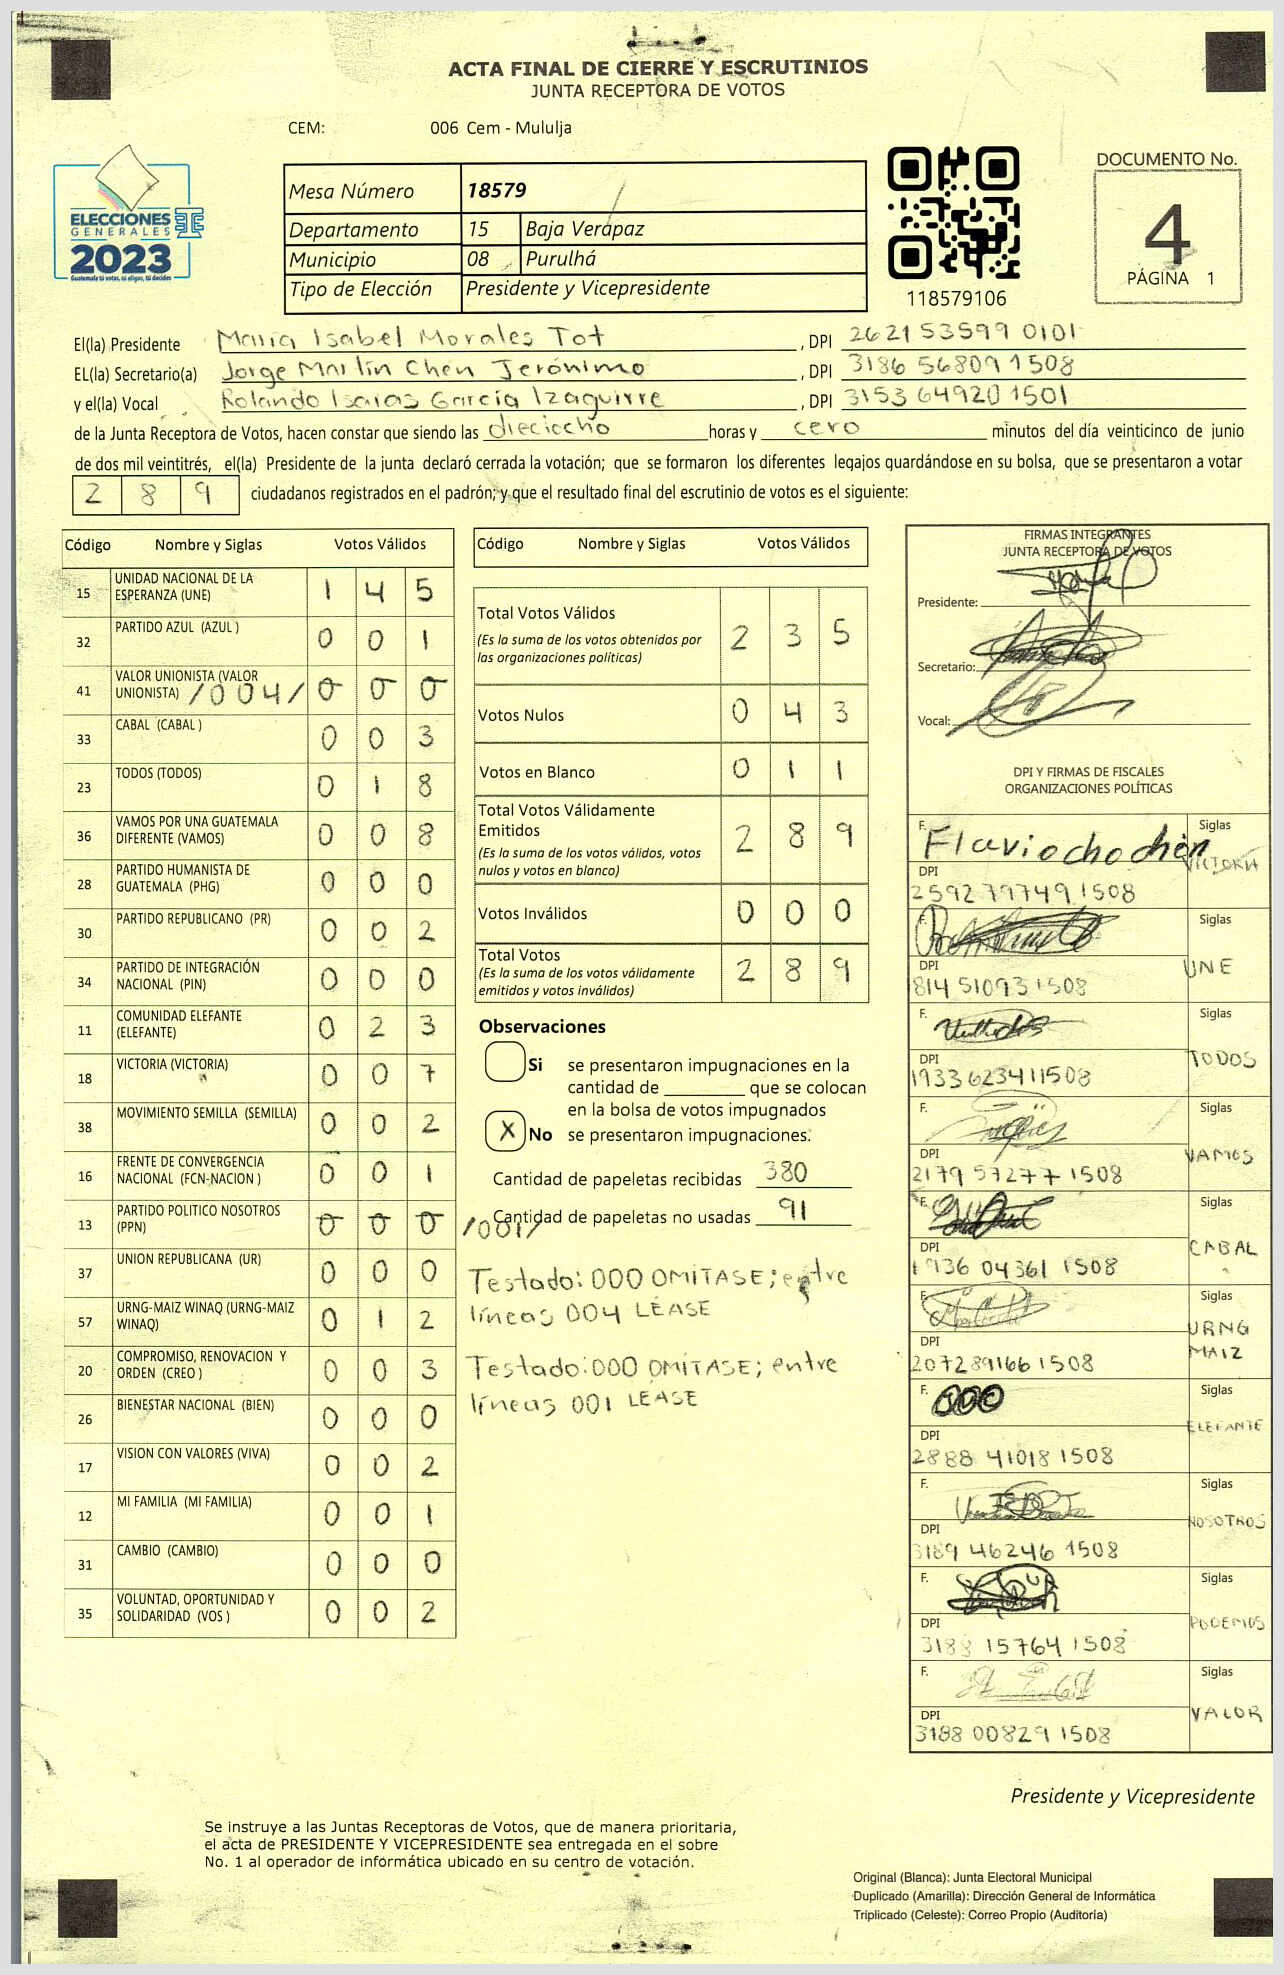 ACTA FINAL DE CIERRE Y ESCRUTINIOS
JUNTA RECEPTORA DE VOTOS
CEM: 006 Cem - Mululja
ELECCIONES
GENERALES
2023
Guatemala tú votas, tú eliges, tú decides
Mesa Número 18579
Departamento 15 Baja Verapaz
Municipio 08 Purulhá
Tipo de Elección Presidente y Vicepresidente
118579106
DOCUMENTO No.
4
PÁGINA 1
El(la) Presidente Maria Isabel Morales Tot , DPI 262153599 0101
EL(la) Secretario(a) Jorge Martín Chen Jerónimo , DPI 3186 56809 1508
y el(la) Vocal Rolando Isaias García Izaguirre , DPI 3153 64920 1501
de la Junta Receptora de Votos, hacen constar que siendo las dieciocho horas y cero minutos del día veinticinco de junio
de dos mil veintitrés, el(la) Presidente de la junta declaró cerrada la votación; que se formaron los diferentes legajos guardándose en su bolsa, que se presentaron a votar
2 8 9 ciudadanos registrados en el padrón; y que el resultado final del escrutinio de votos es el siguiente:
Código Nombre y Siglas Votos Válidos
15 UNIDAD NACIONAL DE LA ESPERANZA (UNE) 1 4 5
32 PARTIDO AZUL (AZUL ) 0 0 1
41 VALOR UNIONISTA (VALOR UNIONISTA) /004/ 0 0 0
33 CABAL (CABAL ) 0 0 3
23 TODOS (TODOS) 0 1 8
36 VAMOS POR UNA GUATEMALA DIFERENTE (VAMOS) 0 0 8
28 PARTIDO HUMANISTA DE GUATEMALA (PHG) 0 0 0
30 PARTIDO REPUBLICANO (PR) 0 0 2
34 PARTIDO DE INTEGRACIÓN NACIONAL (PIN) 0 0 0
11 COMUNIDAD ELEFANTE (ELEFANTE) 0 2 3
18 VICTORIA (VICTORIA) 0 0 7
38 MOVIMIENTO SEMILLA (SEMILLA) 0 0 2
16 FRENTE DE CONVERGENCIA NACIONAL (FCN-NACION ) 0 0 1
13 PARTIDO POLITICO NOSOTROS (PPN) 0 0 0 /001/
37 UNION REPUBLICANA (UR) 0 0 0
57 URNG-MAIZ WINAQ (URNG-MAIZ WINAQ) 0 1 2
20 COMPROMISO, RENOVACION Y ORDEN (CREO ) 0 0 3
26 BIENESTAR NACIONAL (BIEN) 0 0 0
17 VISION CON VALORES (VIVA) 0 0 2
12 MI FAMILIA (MI FAMILIA) 0 0 1
31 CAMBIO (CAMBIO) 0 0 0
35 VOLUNTAD, OPORTUNIDAD Y SOLIDARIDAD (VOS ) 0 0 2
Código Nombre y Siglas Votos Válidos
Total Votos Válidos 2 3 5
(Es la suma de los votos obtenidos por
las organizaciones políticas)
Votos Nulos 0 4 3
Votos en Blanco 0 1 1
Total Votos Válidamente
Emitidos 2 8 9
(Es la suma de los votos válidos, votos
nulos y votos en blanco)
Votos Inválidos 0 0 0
Total Votos 2 8 9
(Es la suma de los votos válidamente
emitidos y votos inválidos)
Observaciones
Si se presentaron impugnaciones en la
cantidad de ________ que se colocan
en la bolsa de votos impugnados
X No se presentaron impugnaciones.
Cantidad de papeletas recibidas 380
Cantidad de papeletas no usadas 91
Testado: 000 OMITASE; entre
líneas 004 LEASE
Testado: 000 OMITASE; entre
líneas 001 LEASE
FIRMAS INTEGRANTES
JUNTA RECEPTORA DE VOTOS
Presidente:
Secretario:
Vocal:
DPI Y FIRMAS DE FISCALES
ORGANIZACIONES POLÍTICAS
F. Flaviochochén Siglas VICTORIA
DPI 2592 79749 1508
F. Siglas UNE
DPI 1814 51093 1508
F. Siglas TODOS
DPI 1933 62341 1508
F. Siglas VAMOS
DPI 2179 57277 1508
F. Siglas CABAL
DPI 1936 04361 1508
F. Siglas URNG MAIZ
DPI 2072891661508
F. Siglas ELEFANTE
DPI 2888 41018 1508
F. Siglas NOSOTROS
DPI 3189 46246 1508
F. Siglas PODEMOS
DPI 3188 15764 1508
F. Siglas VALOR
DPI 3188 00829 1508
Presidente y Vicepresidente
Se instruye a las Juntas Receptoras de Votos, que de manera prioritaria,
el acta de PRESIDENTE Y VICEPRESIDENTE sea entregada en el sobre
No. 1 al operador de informática ubicado en su centro de votación.
Original (Blanca): Junta Electoral Municipal
Duplicado (Amarilla): Dirección General de Informática
Triplicado (Celeste): Correo Propio (Auditoría)